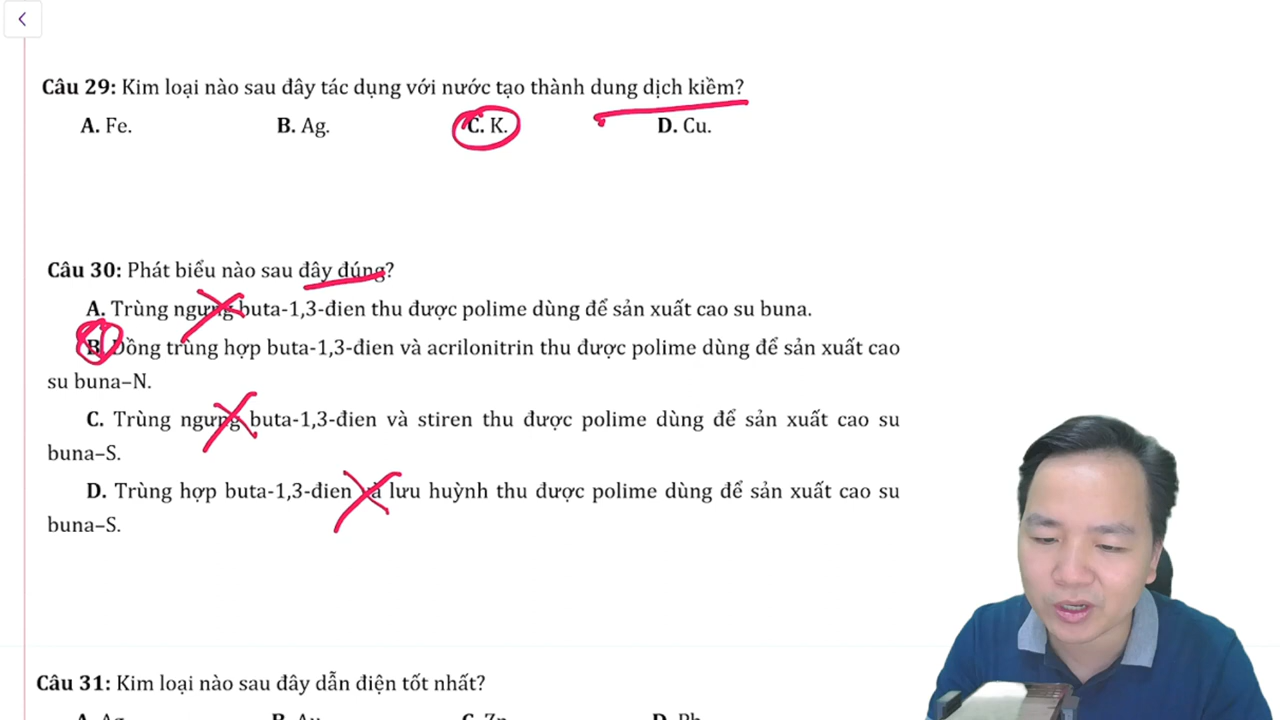 Câu 29: Kim loại nào sau đây tác dụng với nước tạo thành dung dịch kiềm?
A. Fe. B. Ag. C. K. D. Cu.
Câu 30: Phát biểu nào sau đây đúng?
A. Trùng ngưng buta-1,3-đien thu được polime dùng để sản xuất cao su buna.
B. Đồng trùng hợp buta-1,3-đien và acrilonitrin thu được polime dùng để sản xuất cao
su buna–N.
C. Trùng ngưng buta-1,3-đien và stiren thu được polime dùng để sản xuất cao su
buna–S.
D. Trùng hợp buta-1,3-đien và lưu huỳnh thu được polime dùng để sản xuất cao su
buna–S.
Câu 31: Kim loại nào sau đây dẫn điện tốt nhất?